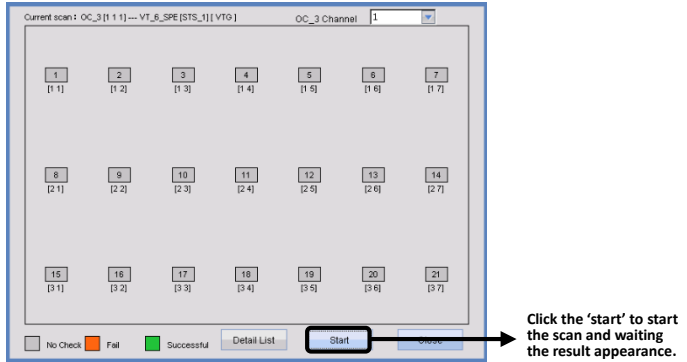 Current scan: OC_3 [1 1 1] --- VT_6_SPE [STS_1] [ VTG ] OC_3 Channel 1
1 2 3 4 5 6 7
[1 1] [1 2] [1 3] [1 4] [1 5] [1 6] [1 7]
8 9 10 11 12 13 14
[2 1] [2 2] [2 3] [2 4] [2 5] [2 6] [2 7]
15 16 17 18 19 20 21
[3 1] [3 2] [3 3] [3 4] [3 5] [3 6] [3 7]
No Check Fail Successful Detail List Start Close
Click the ‘start’ to start
the scan and waiting
the result appearance.